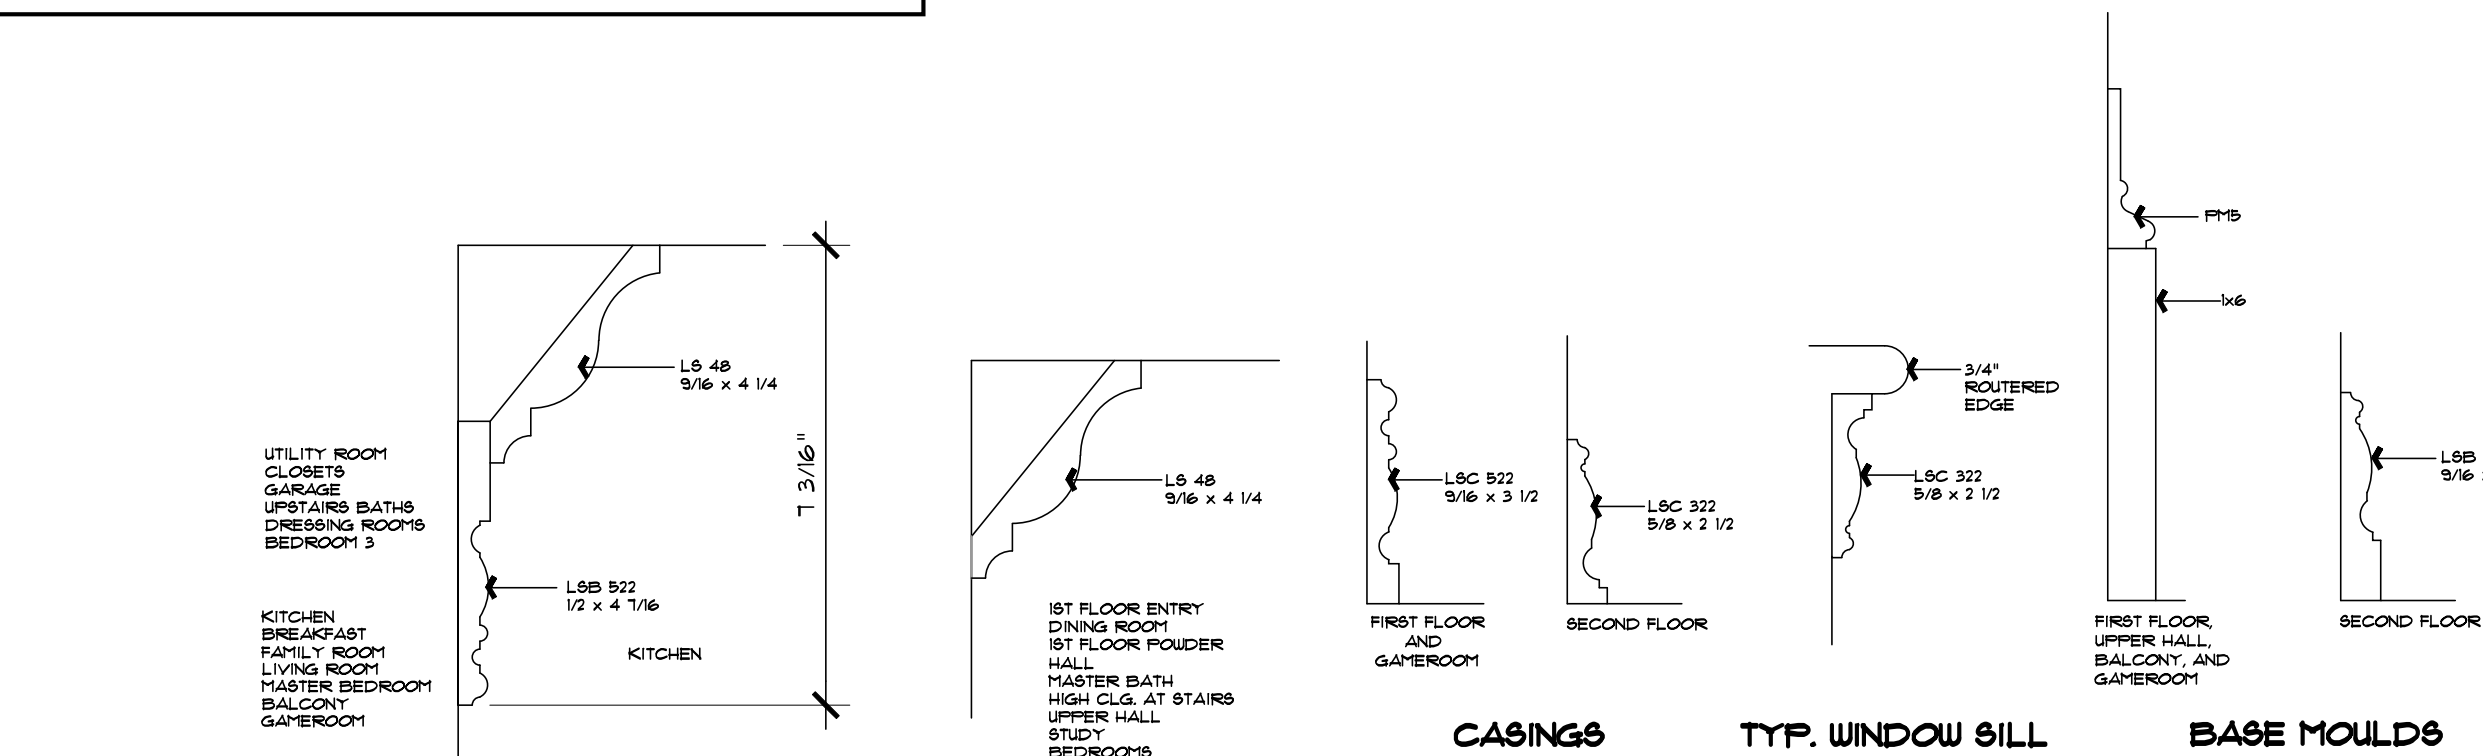 UTILITY ROOM
CLOSETS
GARAGE
UPSTAIRS BATHS
DRESSING ROOMS
BEDROOM 3
KITCHEN
BREAKFAST
FAMILY ROOM
LIVING ROOM
MASTER BEDROOM
BALCONY
GAMEROOM
LS 48
9/16 x 4 1/4
LSB 522
1/2 x 4 7/16
KITCHEN
7 3/16"
LS 48
9/16 x 4 1/4
1ST FLOOR ENTRY
DINING ROOM
1ST FLOOR POWDER
HALL
MASTER BATH
HIGH CLG. AT STAIRS
UPPER HALL
STUDY
BEDROOMS
LSC 522
9/16 x 3 1/2
FIRST FLOOR
AND
GAMEROOM
LSC 322
5/8 x 2 1/2
SECOND FLOOR
CASINGS
3/4"
ROUTERED
EDGE
LSC 322
5/8 x 2 1/2
TYP. WINDOW SILL
PM5
1x6
FIRST FLOOR,
UPPER HALL,
BALCONY, AND
GAMEROOM
LSB
9/16
SECOND FLOOR
BASE MOULDS